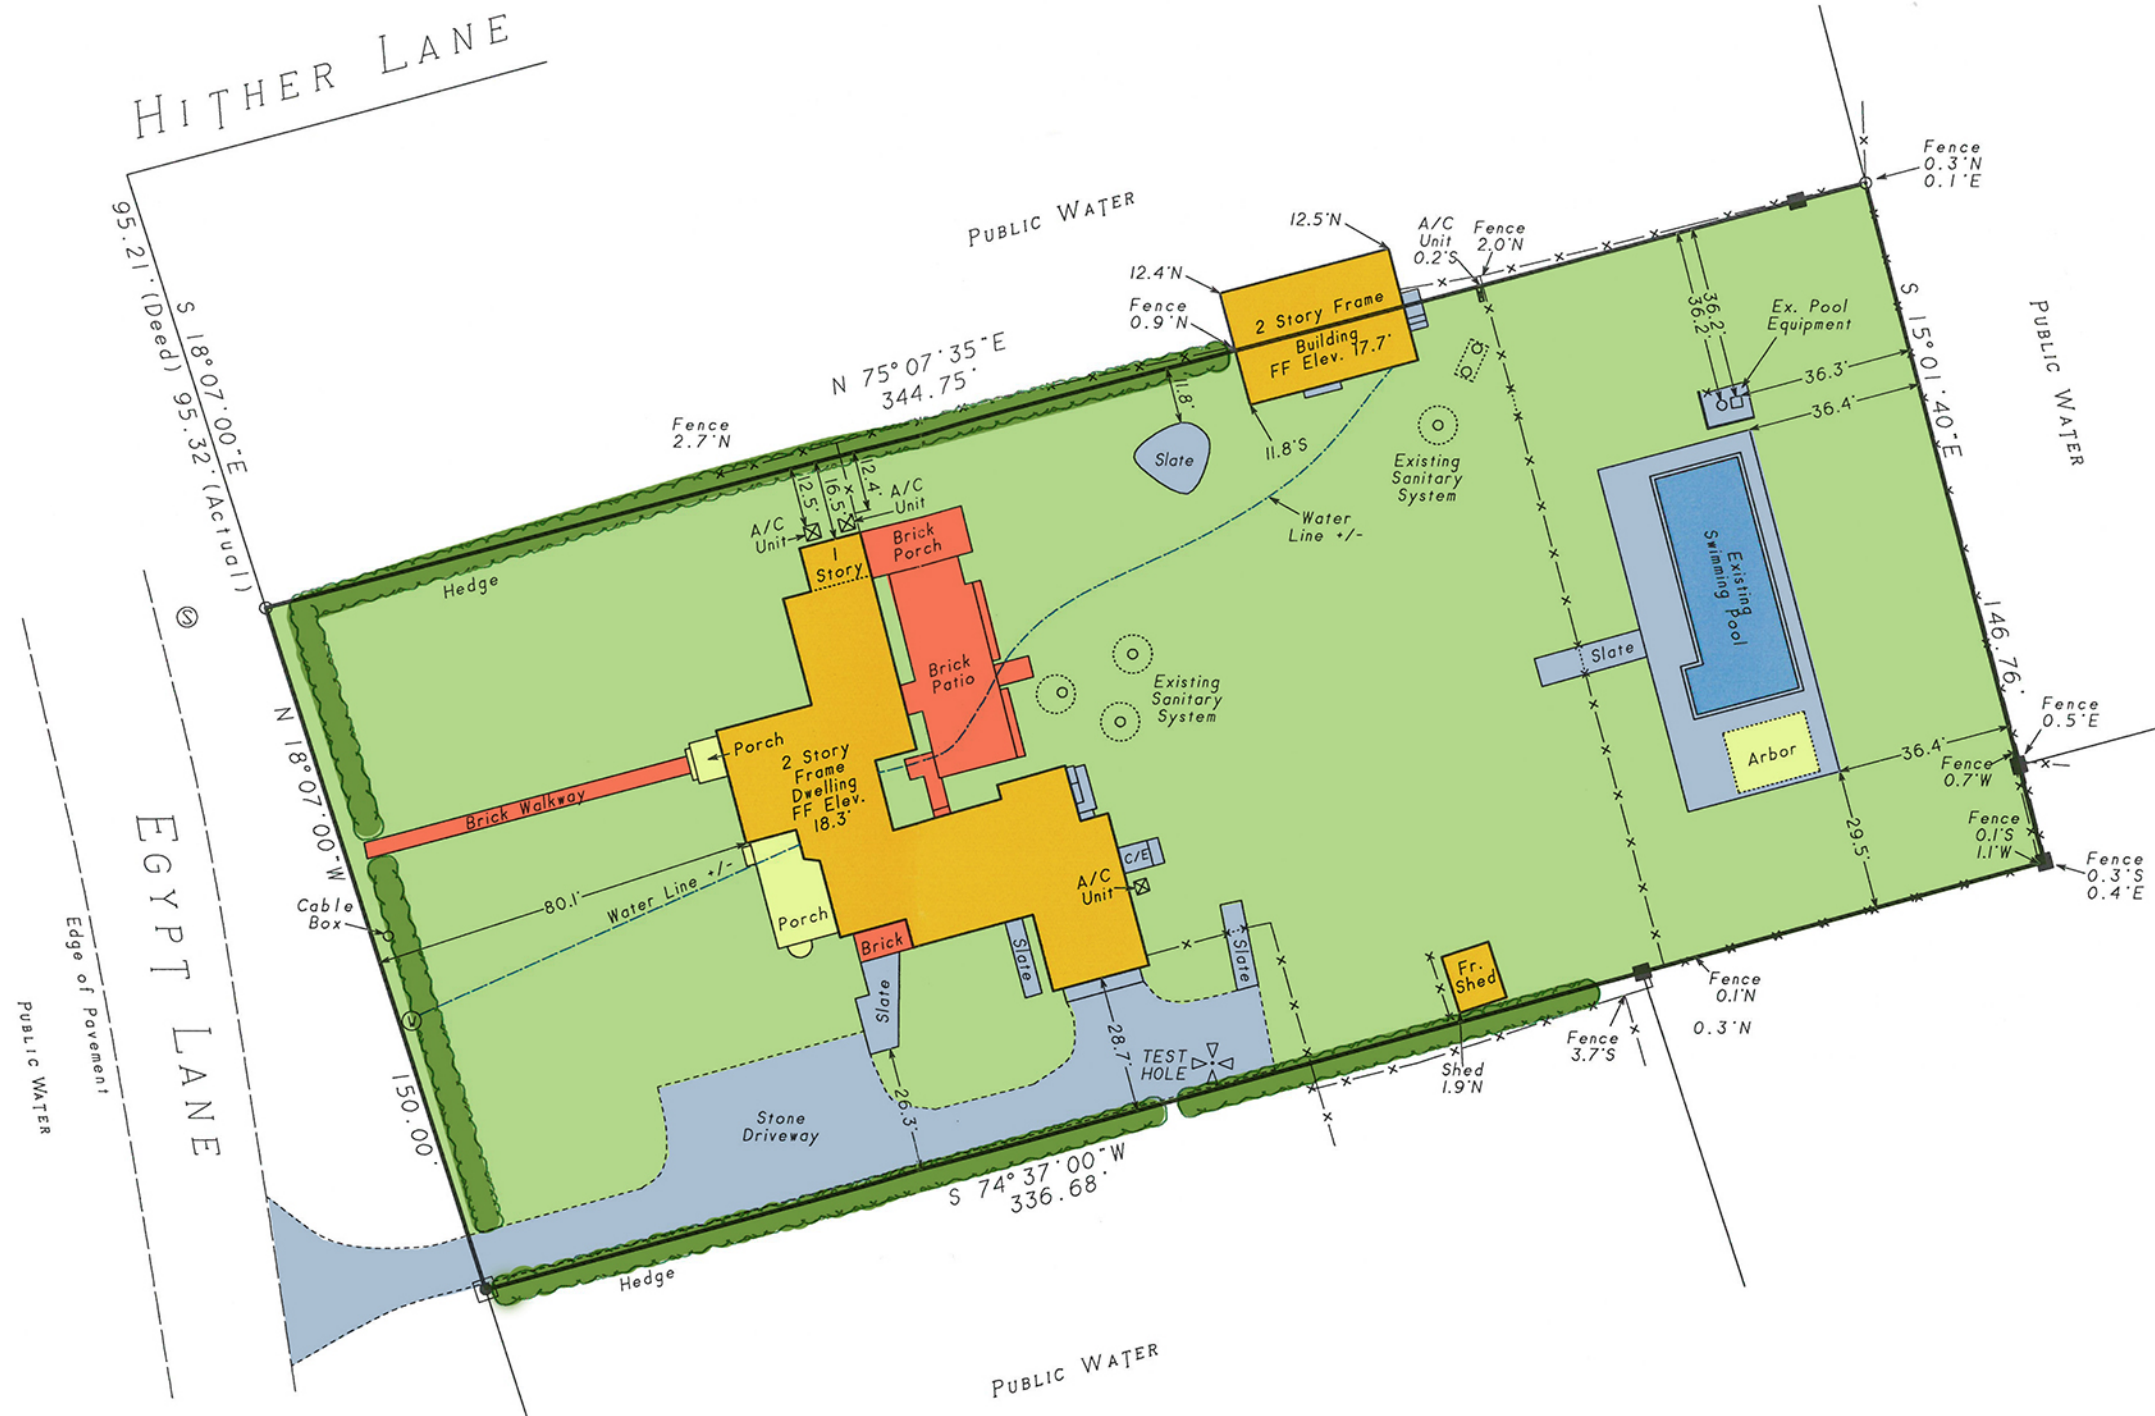 HITHER LANE
95.21' (Deed) 95.32' (Actual)
S 18°07'00"E
PUBLIC WATER
12.5'N
12.4'N
Fence
0.9'N
A/C
Unit
0.2'S
Fence
2.0'N
Fence
0.3'N
0.1'E
2 Story Frame
Building
FF Elev. 17.7'
N 75°07'35"E
344.75'
Fence
2.7'N
11.8'
Slate
11.8'S
Existing
Sanitary
System
Water
Line +/-
36.2'
36.2'
Ex. Pool
Equipment
36.3'
36.4'
S 15°01'40"E
146.76'
PUBLIC WATER
Hedge
12.5'
16.5'
12.4'
A/C
Unit
A/C
Unit
1
Story
Brick
Porch
Brick
Patio
Existing
Sanitary
System
Slate
Existing
Swimming Pool
Arbor
36.4'
29.5'
Fence
0.5'E
Fence
0.7'W
Fence
0.1'S
1.1'W
Fence
0.3'S
0.4'E
S
N 18°07'00"W
150.00'
Porch
Brick Walkway
2 Story
Frame
Dwelling
FF Elev.
18.3'
80.1'
Water Line +/-
Porch
Cable
Box
W
Brick
Slate
Slate
C/E
A/C
Unit
Slate
Fr.
Shed
EGYPT LANE
Edge of Pavement
PUBLIC WATER
Stone
Driveway
26.3'
28.7'
TEST
HOLE
Shed
1.9'N
Fence
3.7'S
Fence
0.1'N
0.3'N
S 74°37'00"W
336.68'
Hedge
PUBLIC WATER